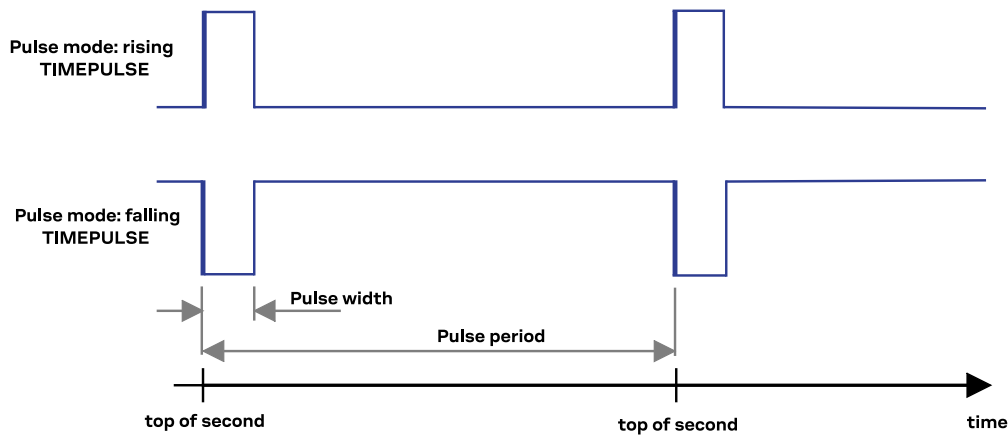 Pulse mode: rising
TIMEPULSE
Pulse mode: falling
TIMEPULSE
Pulse width
Pulse period
top of second
top of second
time